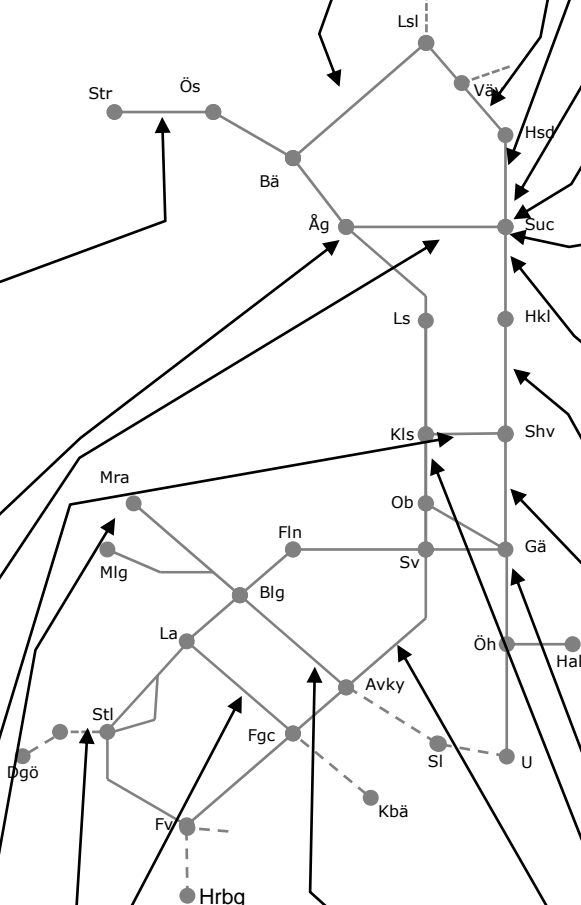 Lsl
Väy
Str
Ös
Hsd
Bä
Åg
Suc
Ls
Hkl
Kls
Shv
Mra
Ob
Fln
Sv
Gä
Mlg
Blg
La
Öh
Hal
Avky
Stl
Fgc
Sl
U
Dgö
Kbä
Fv
Hrbg